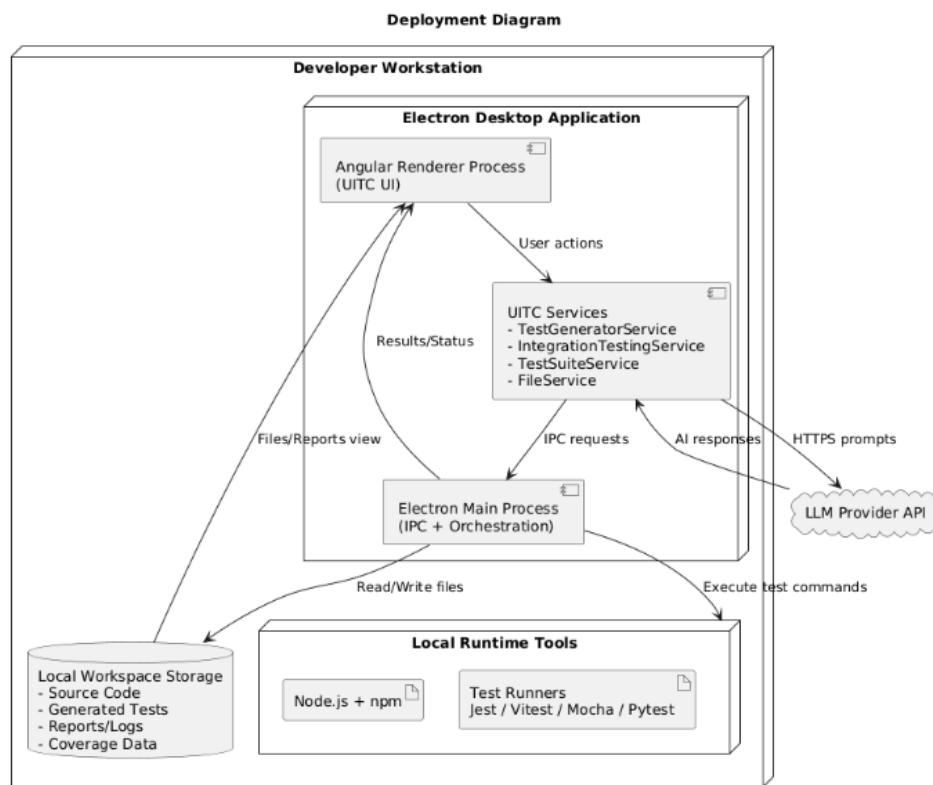 Deployment Diagram
Developer Workstation
Electron Desktop Application
Angular Renderer Process
(UITC UI)
User actions
UITC Services
- TestGeneratorService
- IntegrationTestingService
- TestSuiteService
- FileService
Results/Status
Files/Reports view
IPC requests
AI responses
HTTPS prompts
Electron Main Process
(IPC + Orchestration)
LLM Provider API
Read/Write files
Execute test commands
Local Workspace Storage
- Source Code
- Generated Tests
- Reports/Logs
- Coverage Data
Local Runtime Tools
Node.js + npm
Test Runners
Jest / Vitest / Mocha / Pytest